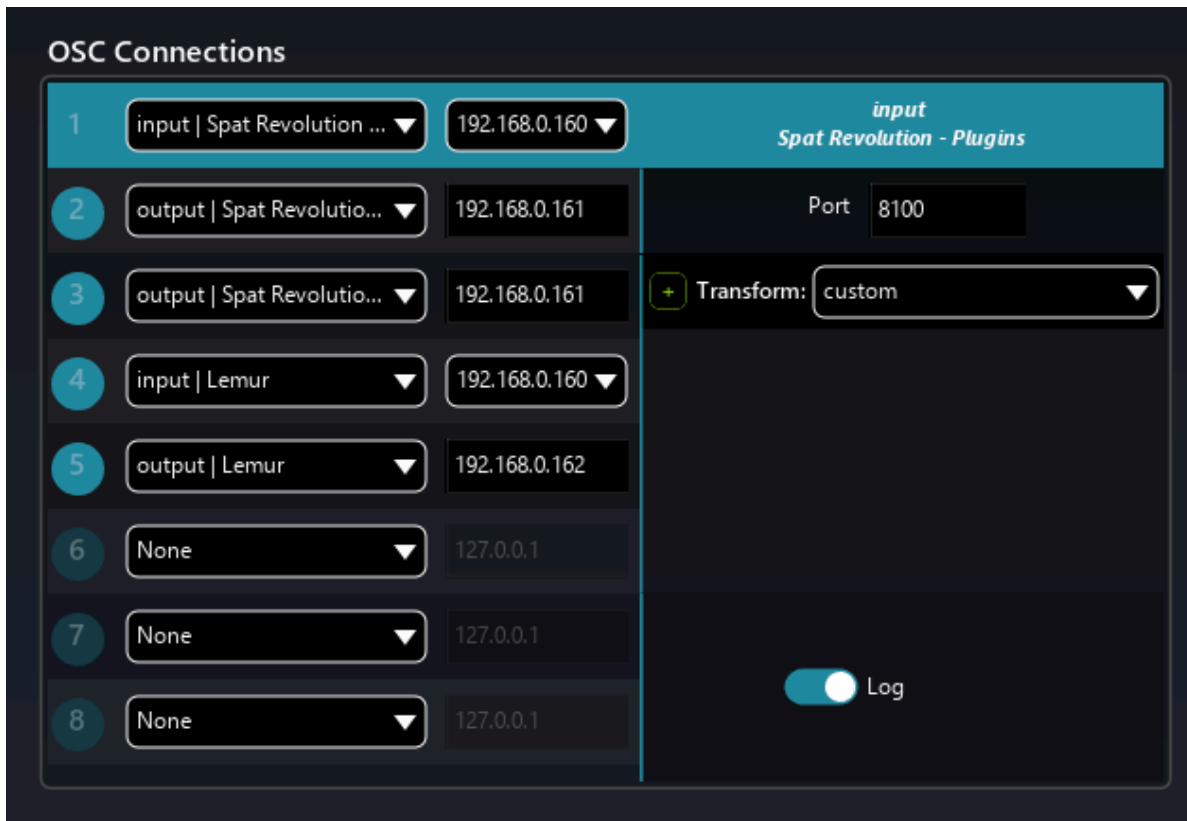 OSC Connections
1 input | Spat Revolution ... 192.168.0.160
input
Spat Revolution - Plugins
2 output | Spat Revolutio... 192.168.0.161
Port 8100
3 output | Spat Revolutio... 192.168.0.161
+ Transform: custom
4 input | Lemur 192.168.0.160
5 output | Lemur 192.168.0.162
6 None 127.0.0.1
7 None 127.0.0.1
Log
8 None 127.0.0.1